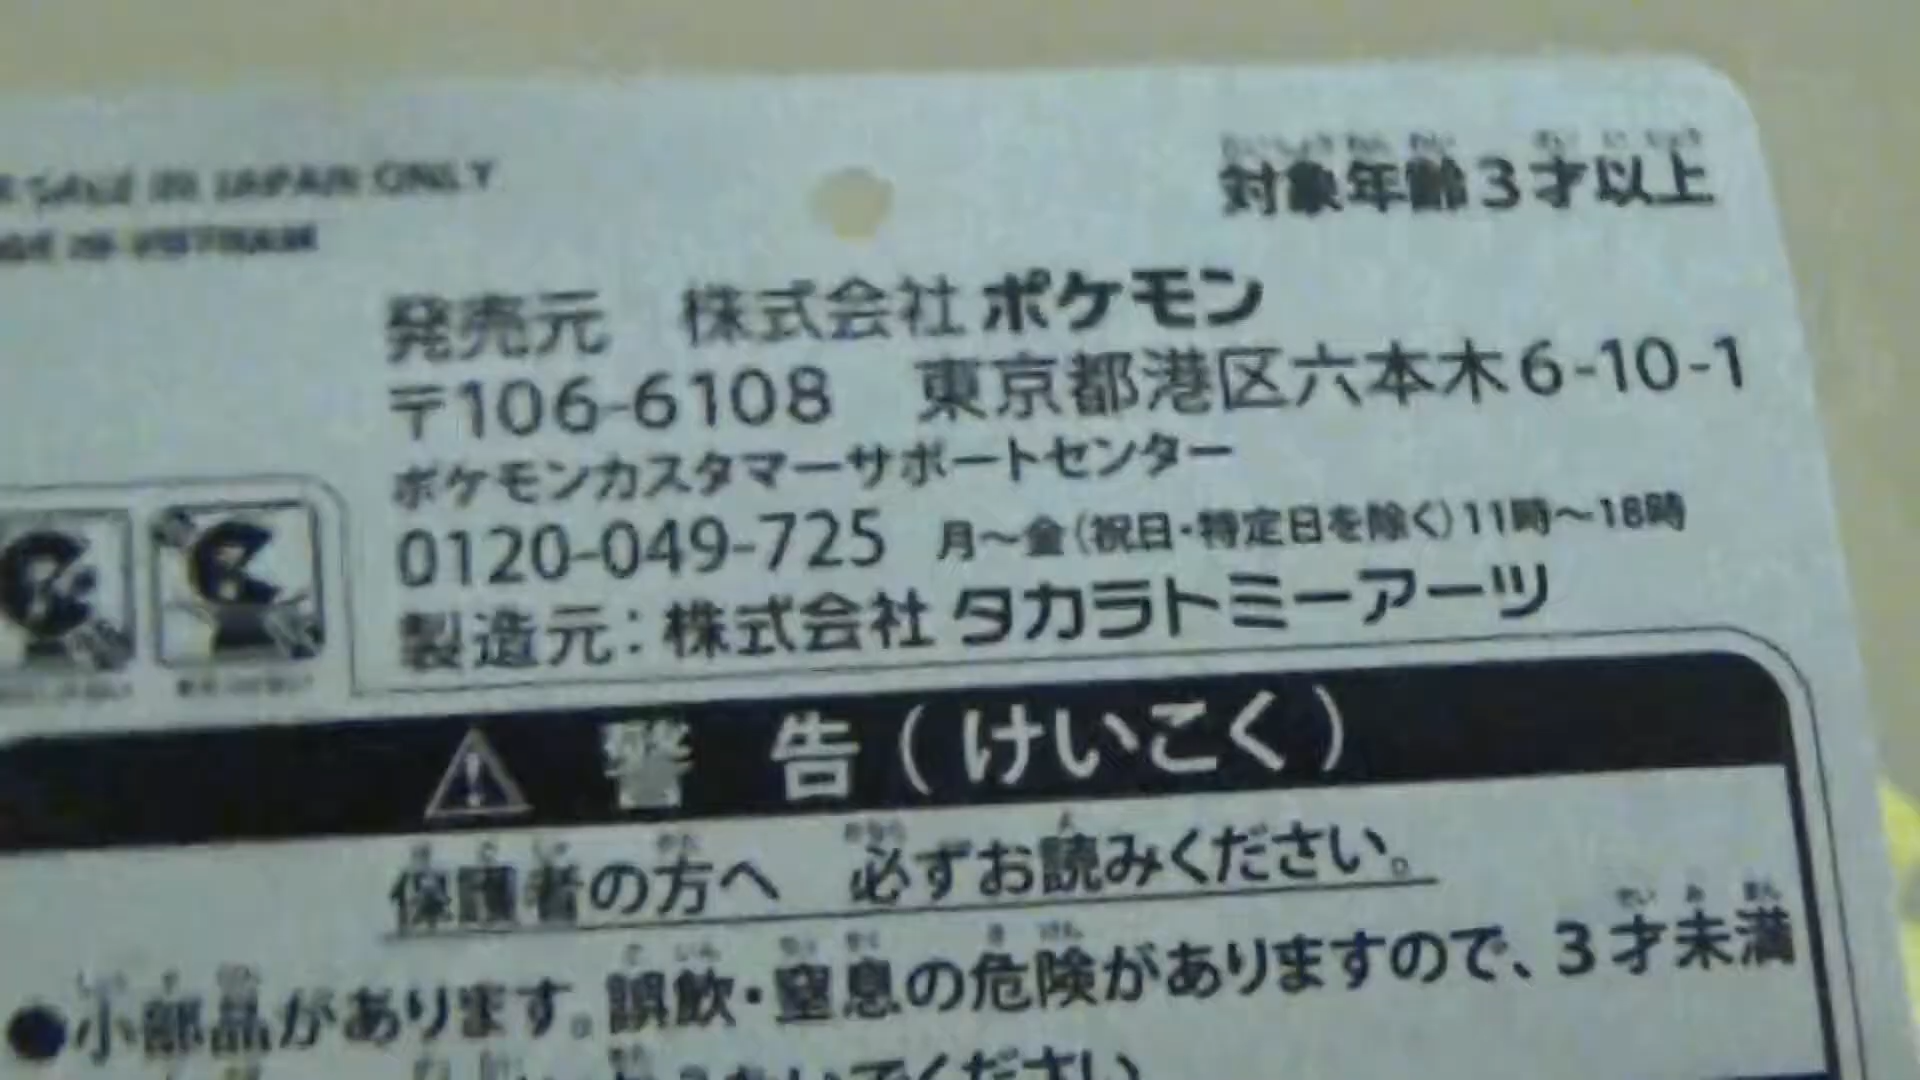 SALE IN JAPAN ONLY
IN VIETNAM
対象年齢3才以上
発売元 株式会社ポケモン
〒106-6108 東京都港区六本木6-10-1
ポケモンカスタマーサポートセンター
0120-049-725 月〜金(祝日・特定日を除く)11時〜18時
製造元:株式会社タカラトミーアーツ
警告(けいこく)
保護者の方へ 必ずお読みください。
●小部品があります。誤飲・窒息の危険がありますので、3才未満
ください